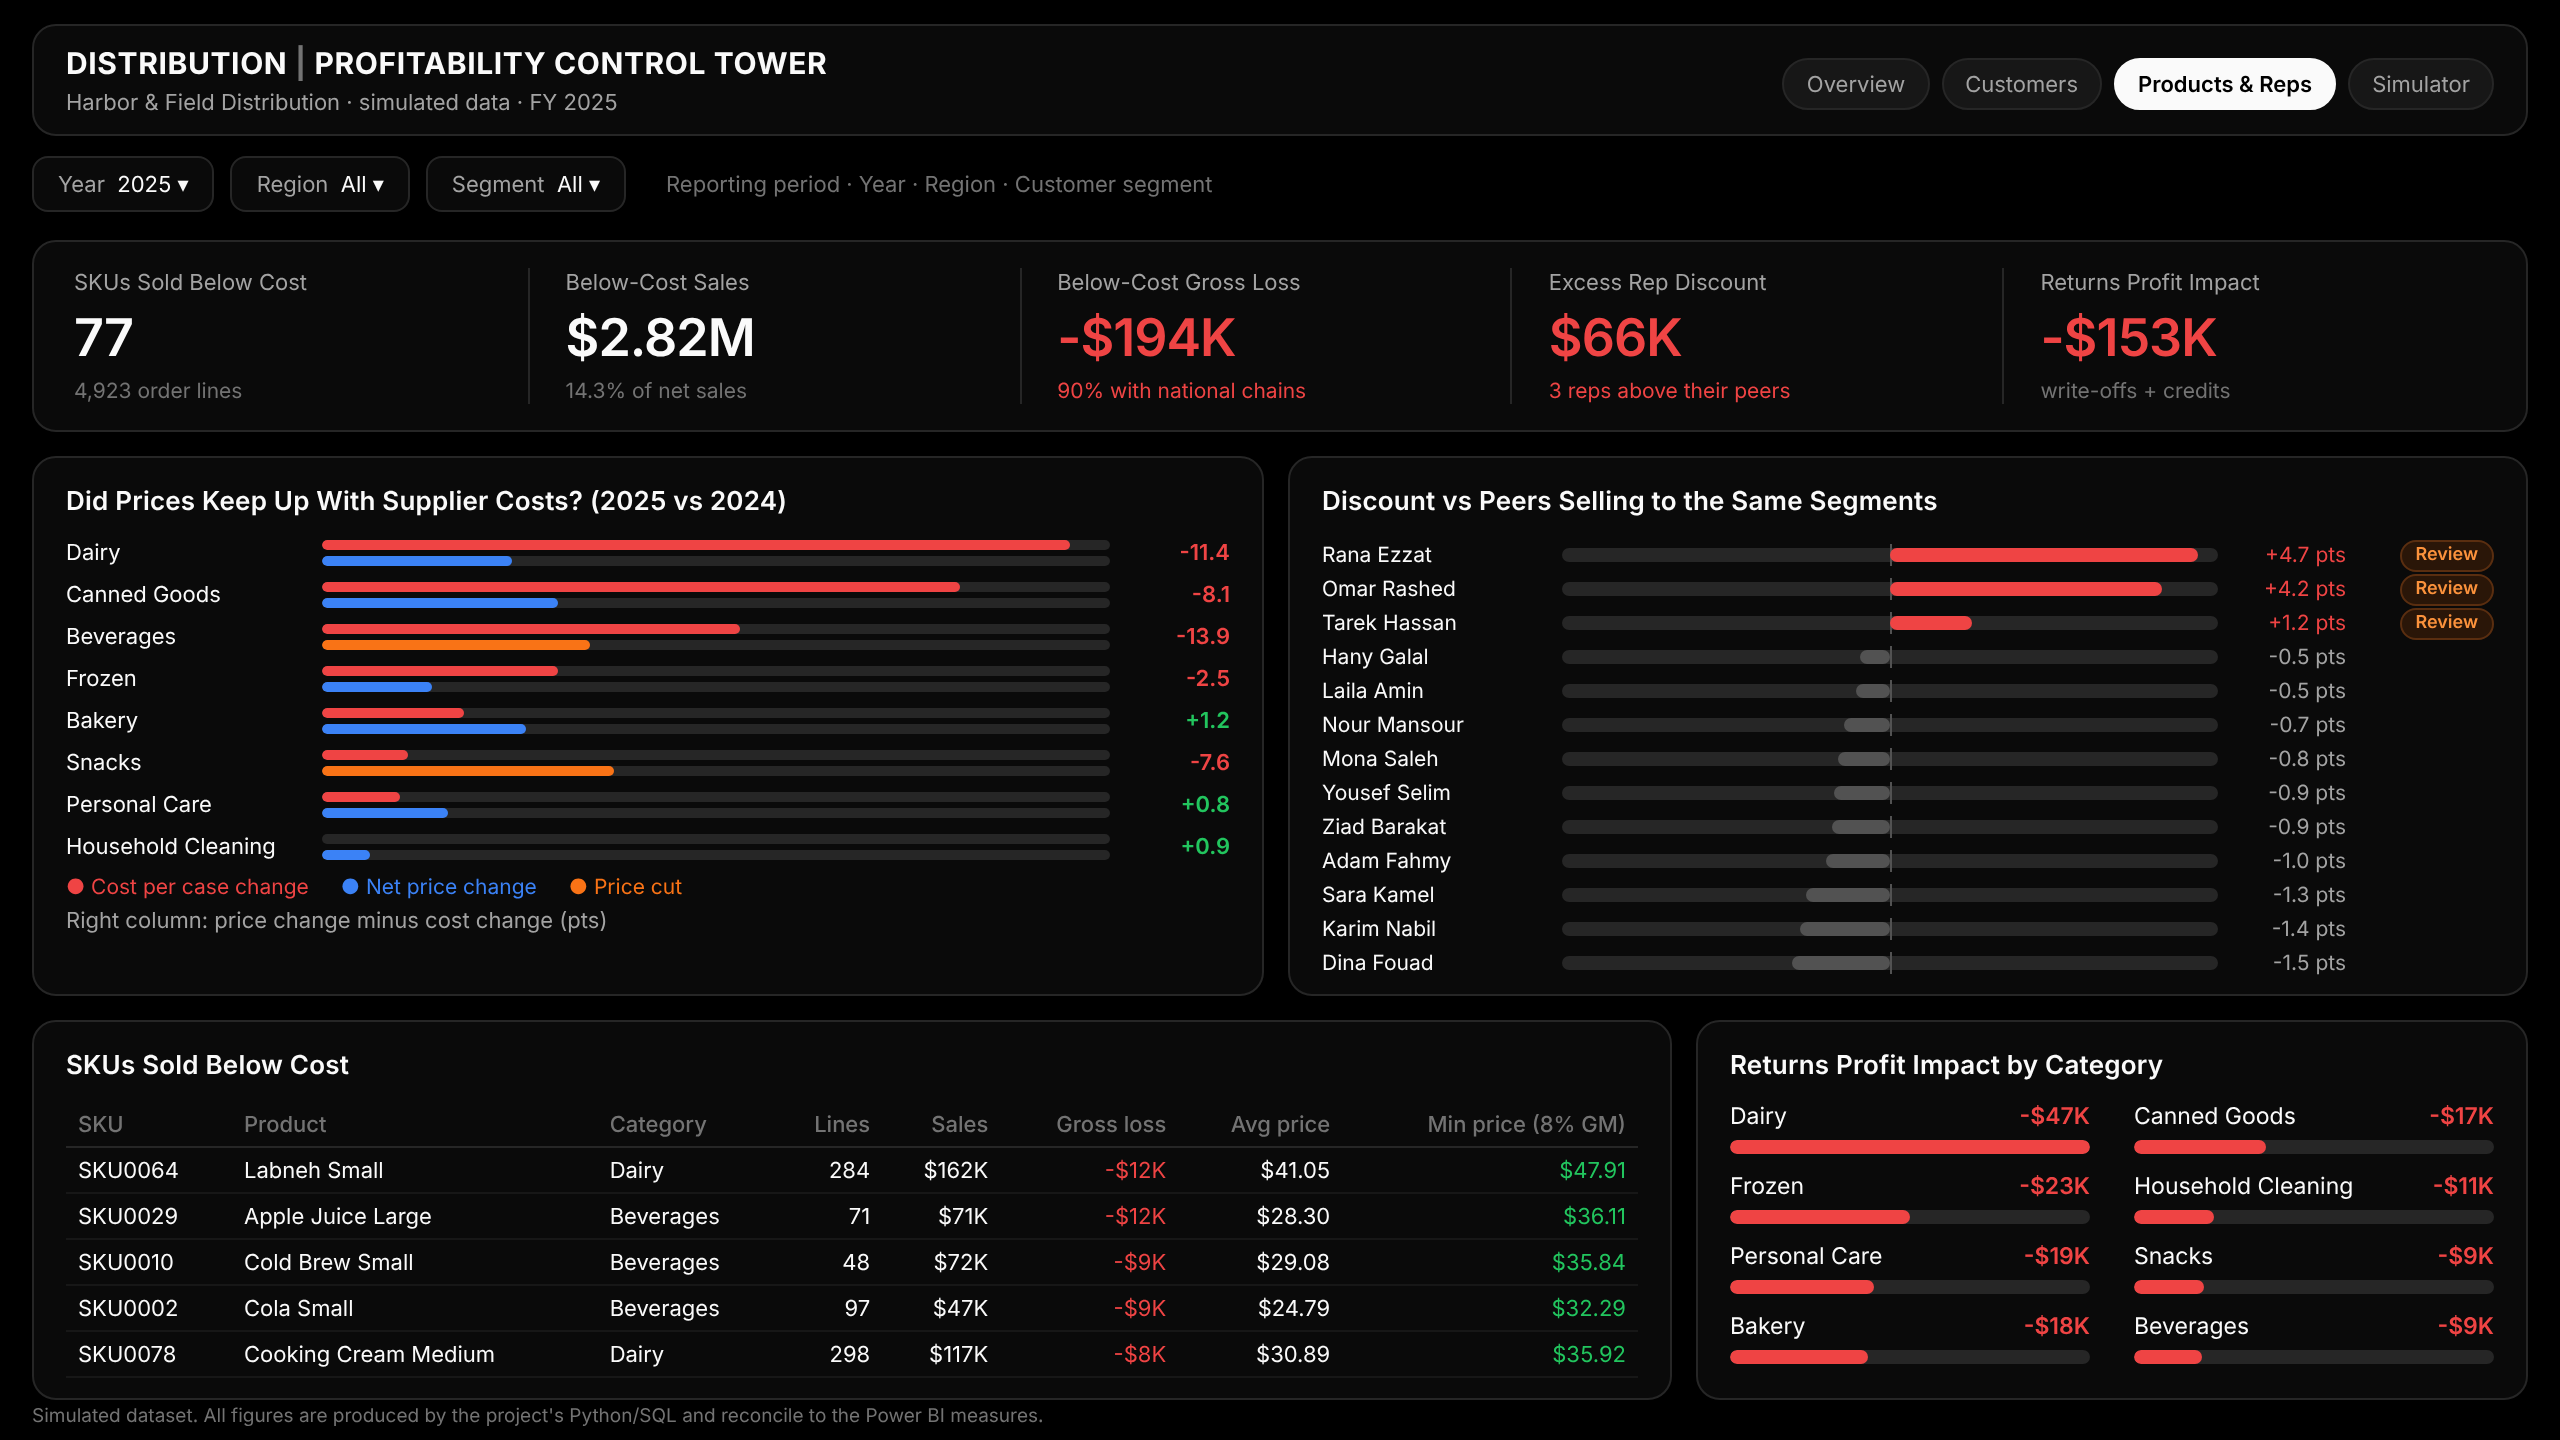 DISTRIBUTION | PROFITABILITY CONTROL TOWER
Harbor & Field Distribution · simulated data · FY 2025
Overview
Customers
Products & Reps
Simulator
Year 2025 ▾
Region All ▾
Segment All ▾
Reporting period · Year · Region · Customer segment
SKUs Sold Below Cost
77
4,923 order lines
Below-Cost Sales
$2.82M
14.3% of net sales
Below-Cost Gross Loss
-$194K
90% with national chains
Excess Rep Discount
$66K
3 reps above their peers
Returns Profit Impact
-$153K
write-offs + credits
Did Prices Keep Up With Supplier Costs? (2025 vs 2024)
Dairy -11.4
Canned Goods -8.1
Beverages -13.9
Frozen -2.5
Bakery +1.2
Snacks -7.6
Personal Care +0.8
Household Cleaning +0.9
Cost per case change Net price change Price cut
Right column: price change minus cost change (pts)
Discount vs Peers Selling to the Same Segments
Rana Ezzat +4.7 pts Review
Omar Rashed +4.2 pts Review
Tarek Hassan +1.2 pts Review
Hany Galal -0.5 pts
Laila Amin -0.5 pts
Nour Mansour -0.7 pts
Mona Saleh -0.8 pts
Yousef Selim -0.9 pts
Ziad Barakat -0.9 pts
Adam Fahmy -1.0 pts
Sara Kamel -1.3 pts
Karim Nabil -1.4 pts
Dina Fouad -1.5 pts
SKUs Sold Below Cost
SKU Product Category Lines Sales Gross loss Avg price Min price (8% GM)
SKU0064 Labneh Small Dairy 284 $162K -$12K $41.05 $47.91
SKU0029 Apple Juice Large Beverages 71 $71K -$12K $28.30 $36.11
SKU0010 Cold Brew Small Beverages 48 $72K -$9K $29.08 $35.84
SKU0002 Cola Small Beverages 97 $47K -$9K $24.79 $32.29
SKU0078 Cooking Cream Medium Dairy 298 $117K -$8K $30.89 $35.92
Returns Profit Impact by Category
Dairy -$47K
Canned Goods -$17K
Frozen -$23K
Household Cleaning -$11K
Personal Care -$19K
Snacks -$9K
Bakery -$18K
Beverages -$9K
Simulated dataset. All figures are produced by the project's Python/SQL and reconcile to the Power BI measures.